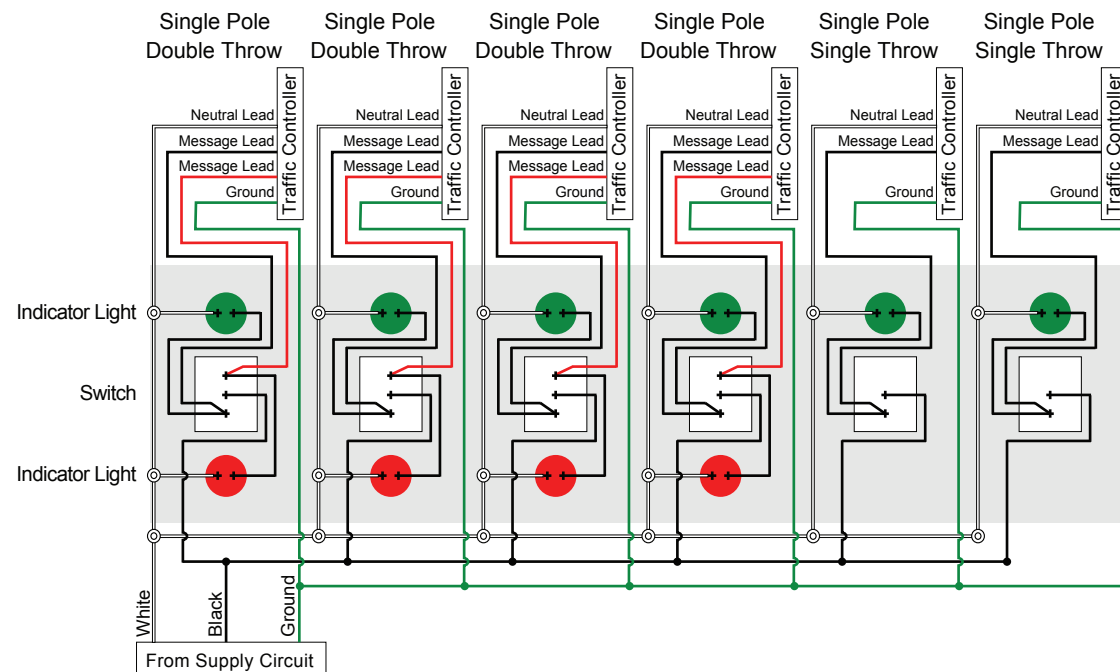 Single Pole
Double Throw
Single Pole
Double Throw
Single Pole
Double Throw
Single Pole
Double Throw
Single Pole
Single Throw
Single Pole
Single Throw
Neutral Lead
Message Lead
Message Lead
Ground
Traffic Controller
Neutral Lead
Message Lead
Message Lead
Ground
Traffic Controller
Neutral Lead
Message Lead
Message Lead
Ground
Traffic Controller
Neutral Lead
Message Lead
Message Lead
Ground
Traffic Controller
Neutral Lead
Message Lead
Ground
Traffic Controller
Neutral Lead
Message Lead
Ground
Traffic Controller
Indicator Light
Switch
Indicator Light
White
Black
Ground
From Supply Circuit